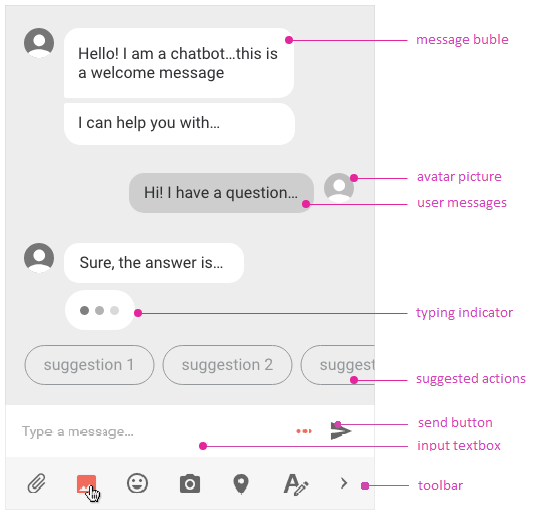 Hello! I am a chatbot...this is
a welcome message
message buble
I can help you with...
Hi! I have a question...
avatar picture
user messages
Sure, the answer is...
typing indicator
suggestion 1
suggestion 2
suggest
suggested actions
Type a message...
send button
input textbox
toolbar